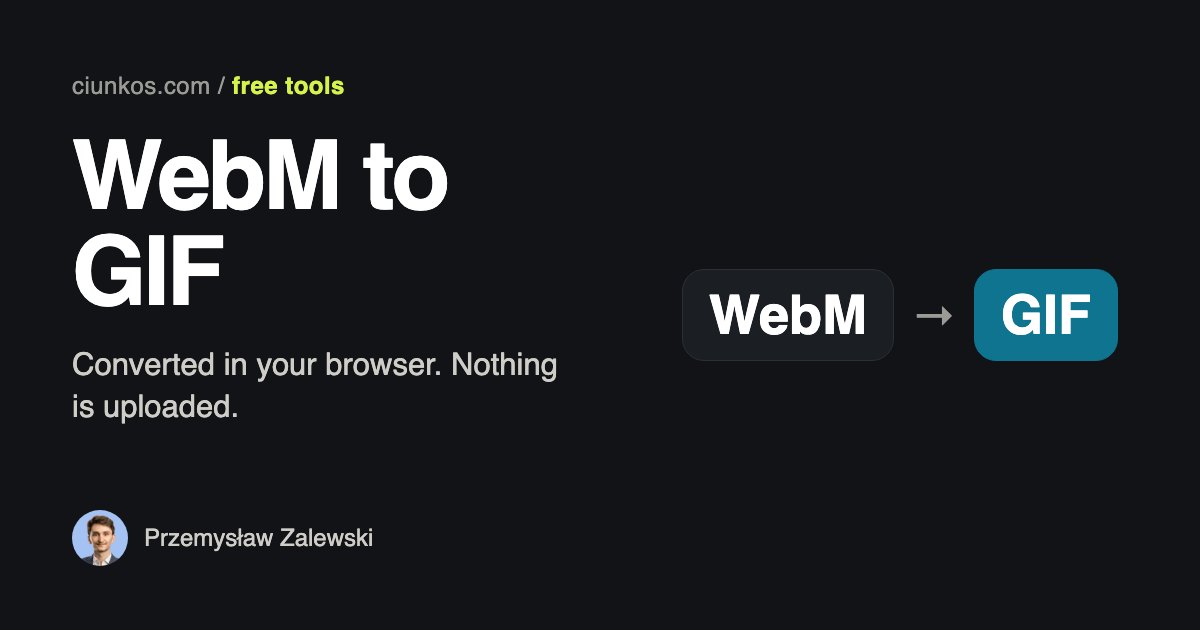 ciunkos.com / free tools
WebM to
GIF
Converted in your browser. Nothing
is uploaded.
WebM → GIF
Przemysław Zalewski